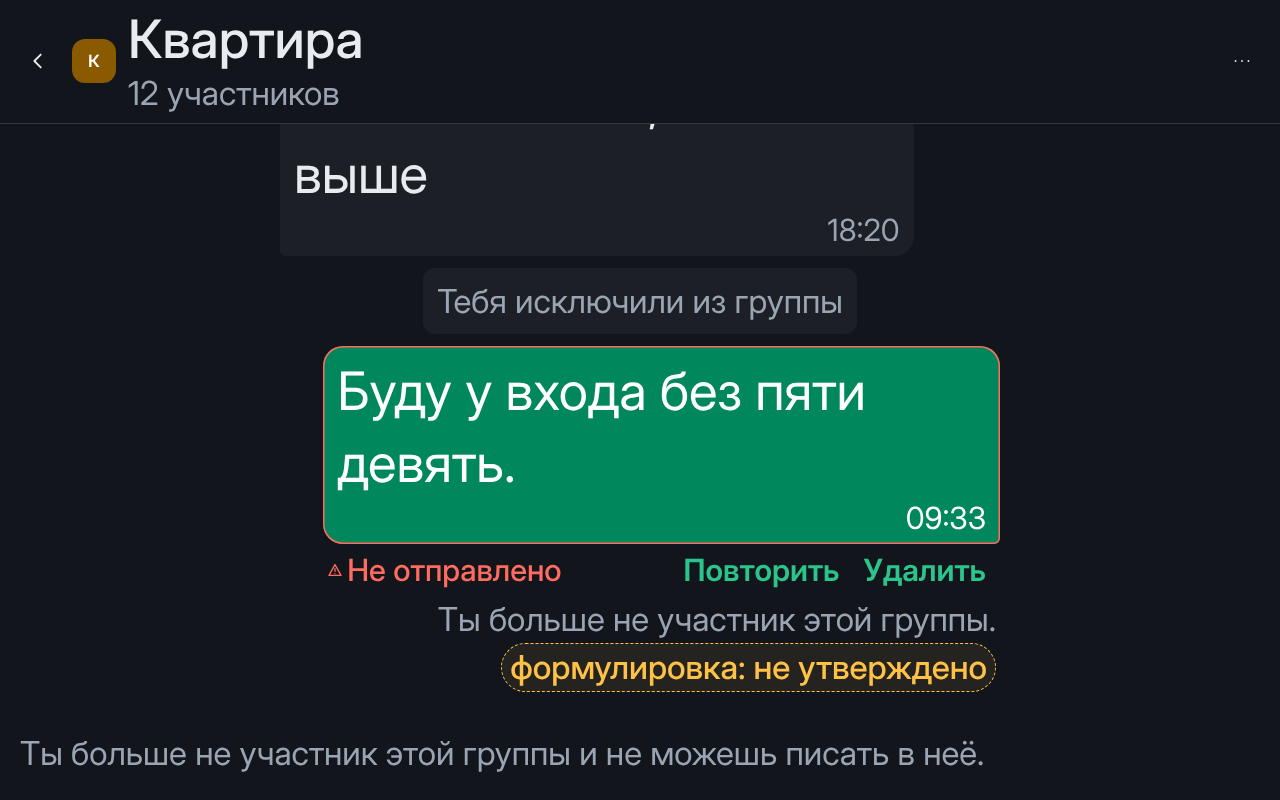 К
Квартира
12 участников
выше
18:20
Тебя исключили из группы
Буду у входа без пяти
девять.
09:33
Не отправлено
Повторить Удалить
Ты больше не участник этой группы.
формулировка: не утверждено
Ты больше не участник этой группы и не можешь писать в неё.